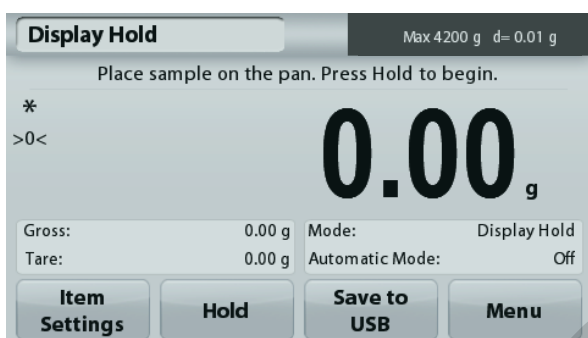 Display Hold
Max 4200 g d= 0.01 g
Place sample on the pan. Press Hold to begin.
*
>0<
0.00 g
Gross: 0.00 g Mode: Display Hold
Tare: 0.00 g Automatic Mode: Off
Item Settings
Hold
Save to USB
Menu